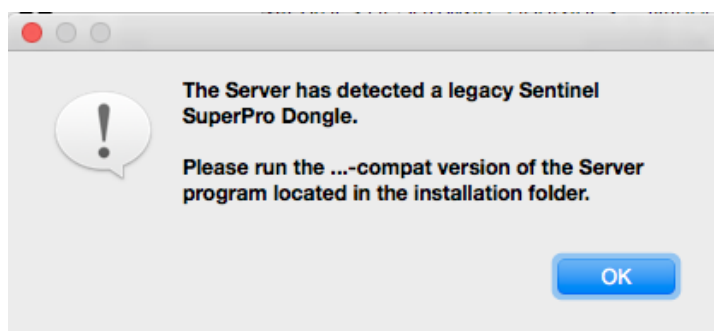 The Server has detected a legacy Sentinel
SuperPro Dongle.
Please run the ...-compat version of the Server
program located in the installation folder.
OK